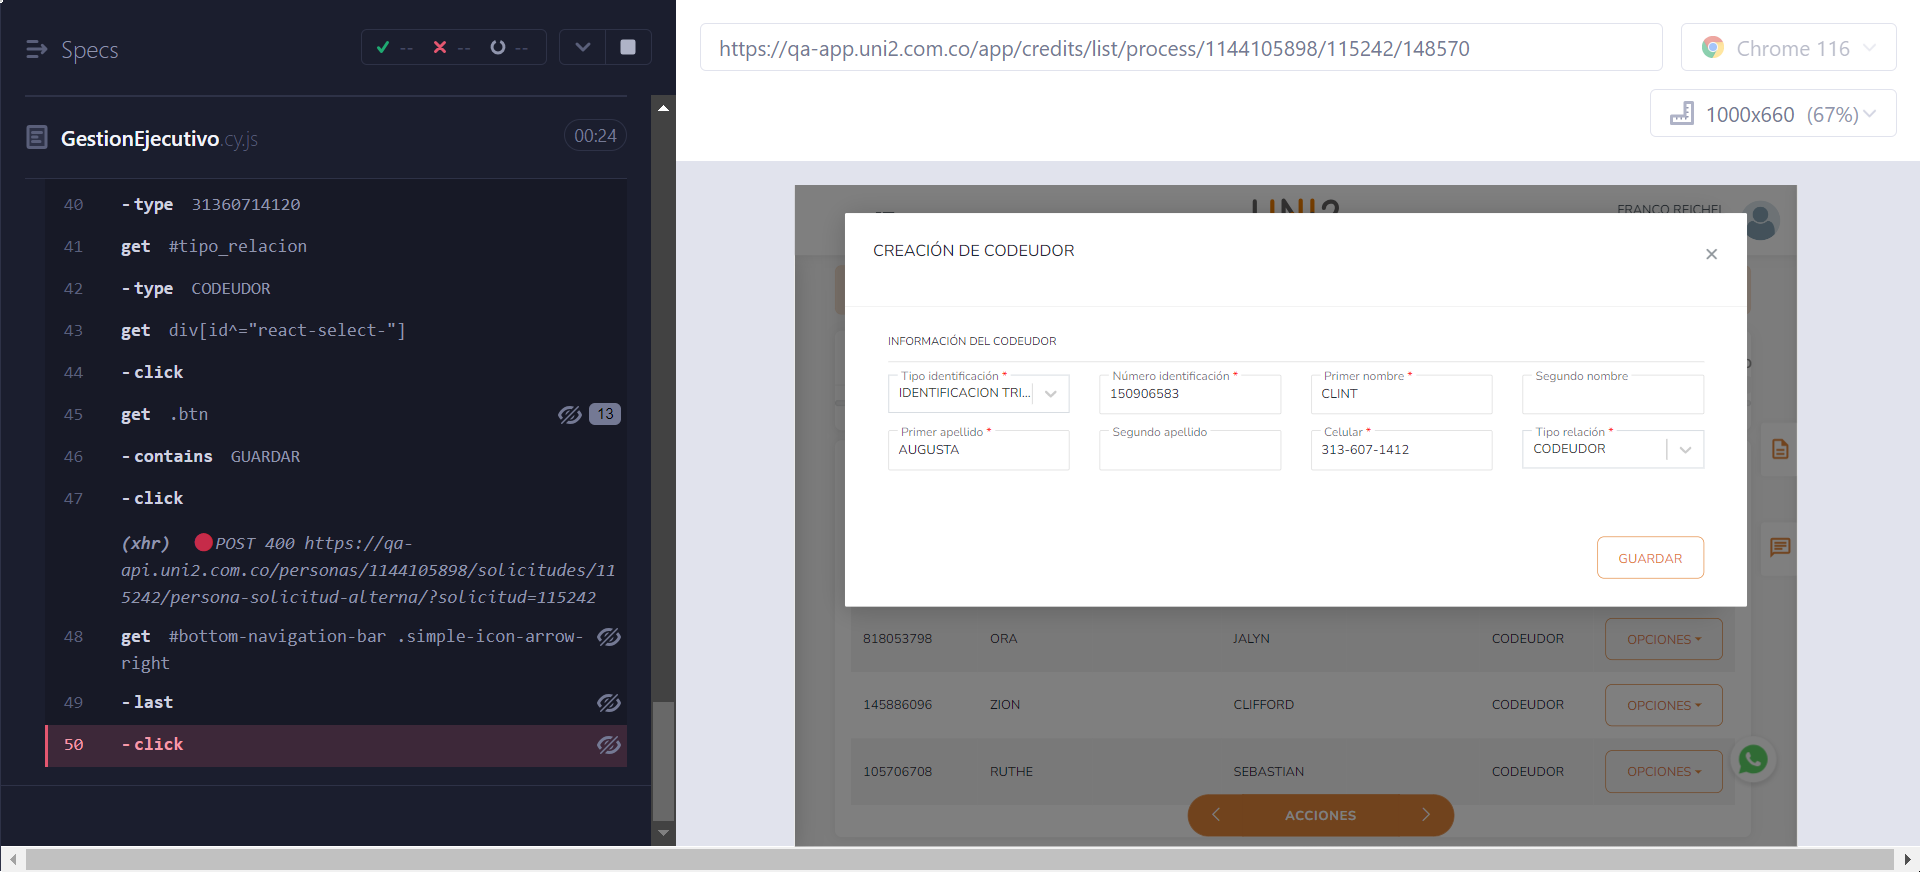 Specs
-- -- --
GestionEjecutivo.cy.js 00:24
40 -type 31360714120
41 get #tipo_relacion
42 -type CODEUDOR
43 get div[id^="react-select-"]
44 -click
45 get .btn 13
46 -contains GUARDAR
47 -click
(xhr) POST 400 https://qa-
api.uni2.com.co/personas/1144105898/solicitudes/11
5242/persona-solicitud-alterna/?solicitud=115242
48 get #bottom-navigation-bar .simple-icon-arrow-
right
49 -last
50 -click
https://qa-app.uni2.com.co/app/credits/list/process/1144105898/115242/148570
Chrome 116
1000x660 (67%)
UNI2
FRANCO REICHEL
CREACIÓN DE CODEUDOR
×
INFORMACIÓN DEL CODEUDOR
Tipo identificación * Número identificación * Primer nombre * Segundo nombre
IDENTIFICACION TRI... 150906583 CLINT
Primer apellido * Segundo apellido Celular * Tipo relación *
AUGUSTA 313-607-1412 CODEUDOR
GUARDAR
818053798 ORA JALYN CODEUDOR OPCIONES
145886096 ZION CLIFFORD CODEUDOR OPCIONES
105706708 RUTHE SEBASTIAN CODEUDOR OPCIONES
ACCIONES